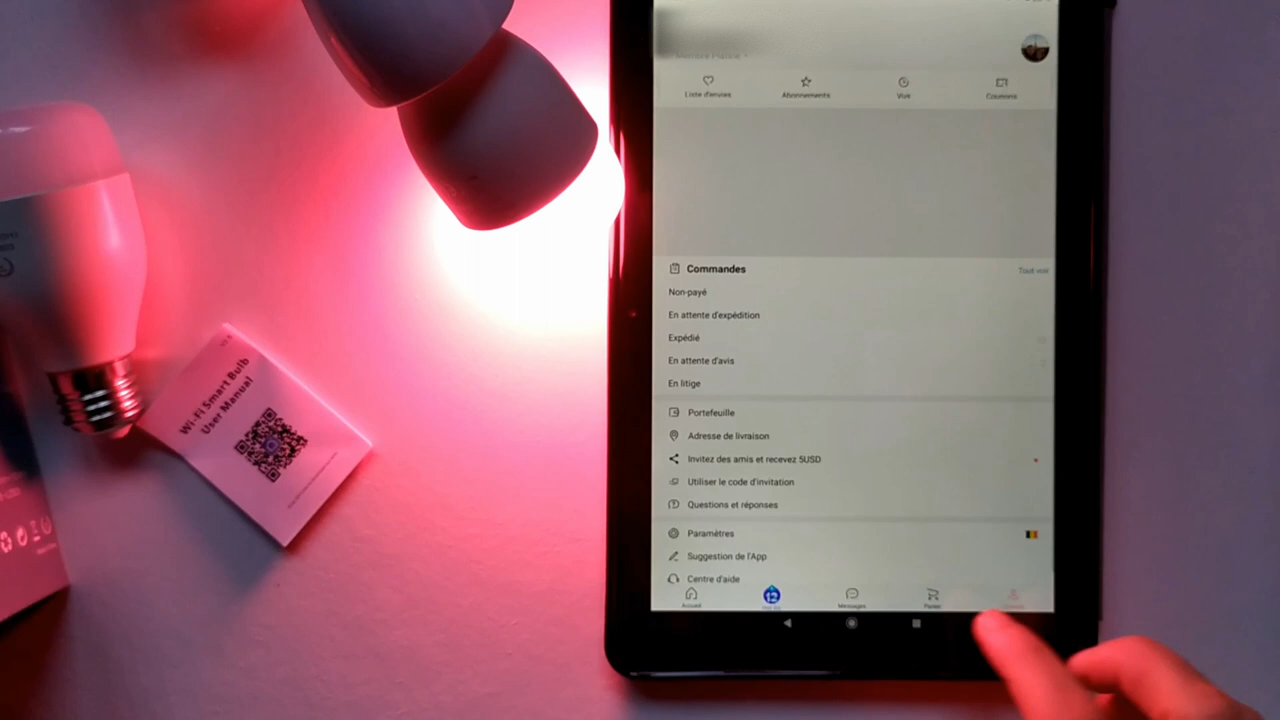 Liste d'envies
Abonnements
Vus
Coupons
Commandes
Tout voir
Non-payé
En attente d'expédition
Expédié
En attente d'avis
En litige
Portefeuille
Adresse de livraison
Invitez des amis et recevez 5USD
Utiliser le code d'invitation
Questions et réponses
Paramètres
Suggestion de l'App
Centre d'aide
Accueil
12
Messages
Panier
Wi-Fi Smart Bulb
User Manual